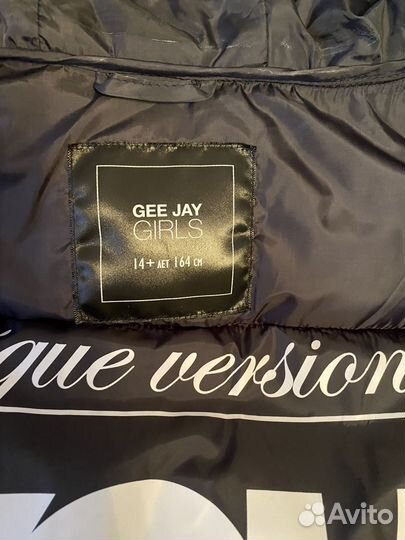 GEE JAY
GIRLS
14+ ЛЕТ 164 СМ
que version
Avito